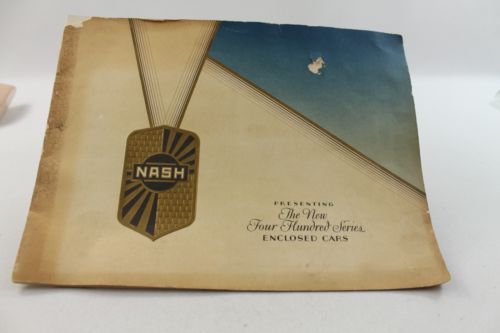 NASH
PRESENTING
The New
Four Hundred Series
ENCLOSED CARS